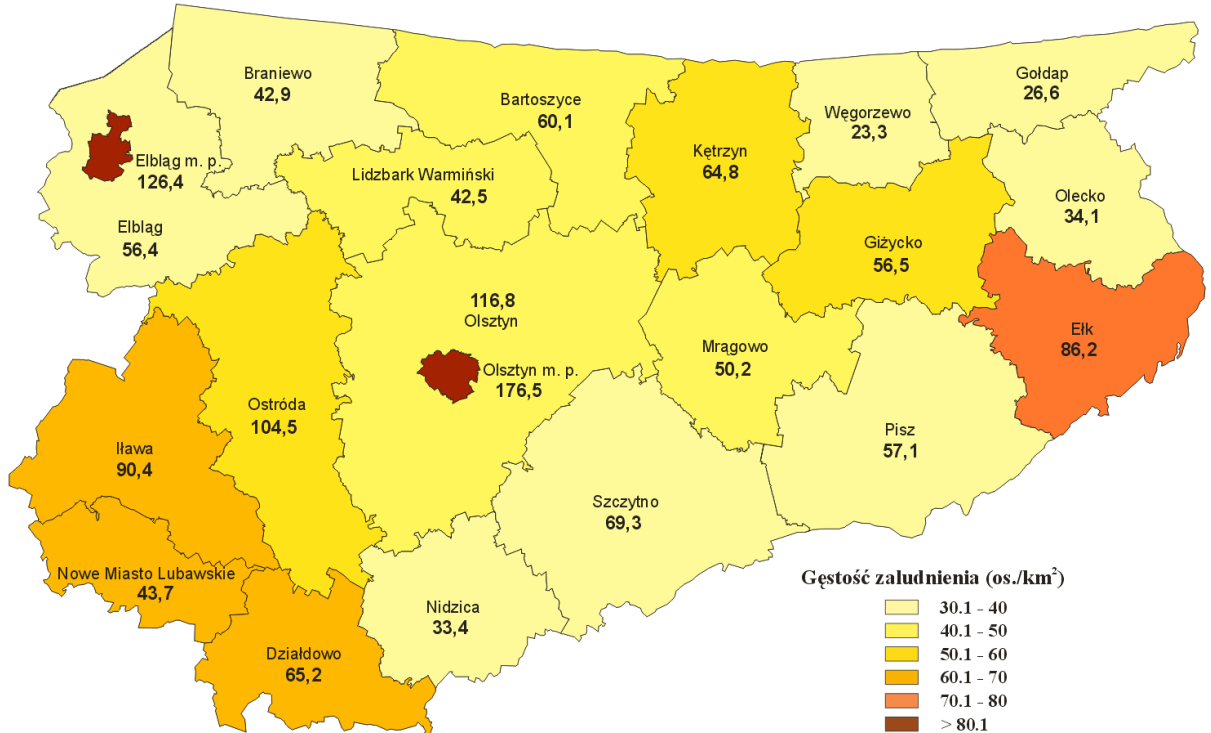 Braniewo
42,9
Bartoszyce
60,1
Gołdap
26,6
Węgorzewo
23,3
Kętrzyn
64,8
Elbląg m. p.
126,4
Lidzbark Warmiński
42,5
Olecko
34,1
Elbląg
56,4
Giżycko
56,5
116,8
Olsztyn
Ełk
86,2
Mrągowo
50,2
Olsztyn m. p.
176,5
Ostróda
104,5
Pisz
57,1
Iława
90,4
Szczytno
69,3
Nowe Miasto Lubawskie
43,7
Nidzica
33,4
Działdowo
65,2
Gęstość zaludnienia (os./km²)
30.1 - 40
40.1 - 50
50.1 - 60
60.1 - 70
70.1 - 80
> 80.1